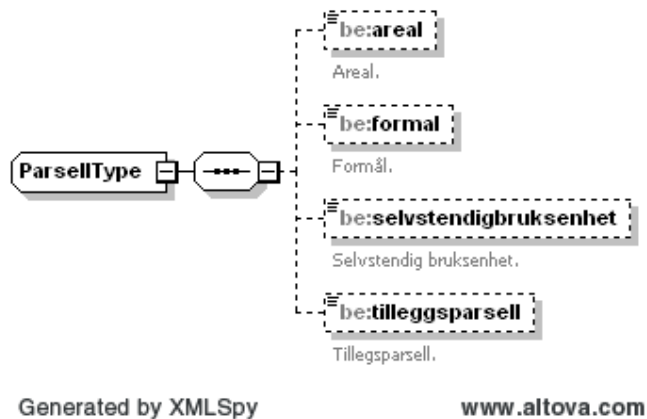 be:areal
Areal.
be:formal
Formål.
ParsellType
be:selvstendigbruksenhet
Selvstendig bruksenhet.
be:tilleggsparsell
Tillegsparsell.
Generated by XMLSpy
www.altova.com